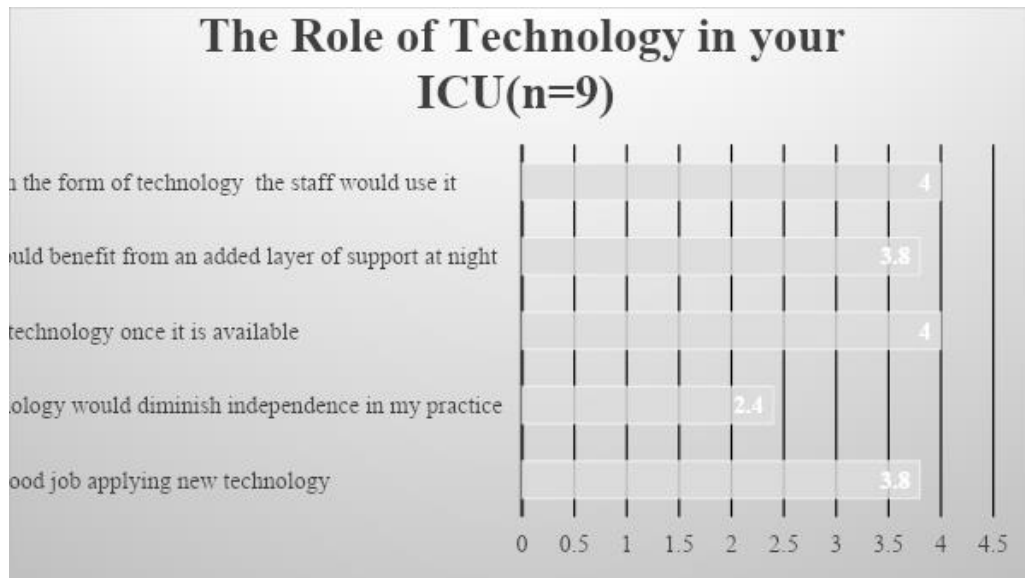 The Role of Technology in your
ICU(n=9)
n the form of technology the staff would use it
4
ould benefit from an added layer of support at night
3.8
technology once it is available
4
ology would diminish independence in my practice
2.4
ood job applying new technology
3.8
0 0.5 1 1.5 2 2.5 3 3.5 4 4.5